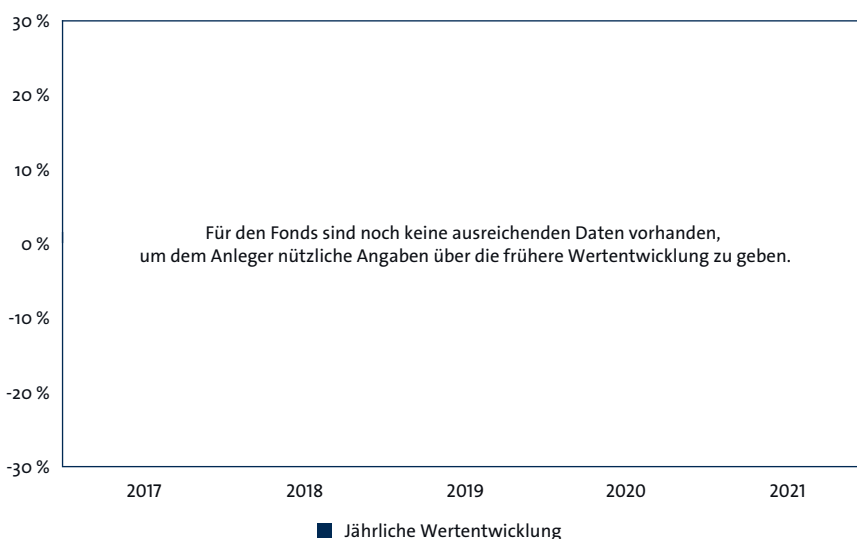 30 %
20 %
10 %
0 %
-10 %
-20 %
-30 %
Für den Fonds sind noch keine ausreichenden Daten vorhanden,
um dem Anleger nützliche Angaben über die frühere Wertentwicklung zu geben.
2017 2018 2019 2020 2021
Jährliche Wertentwicklung